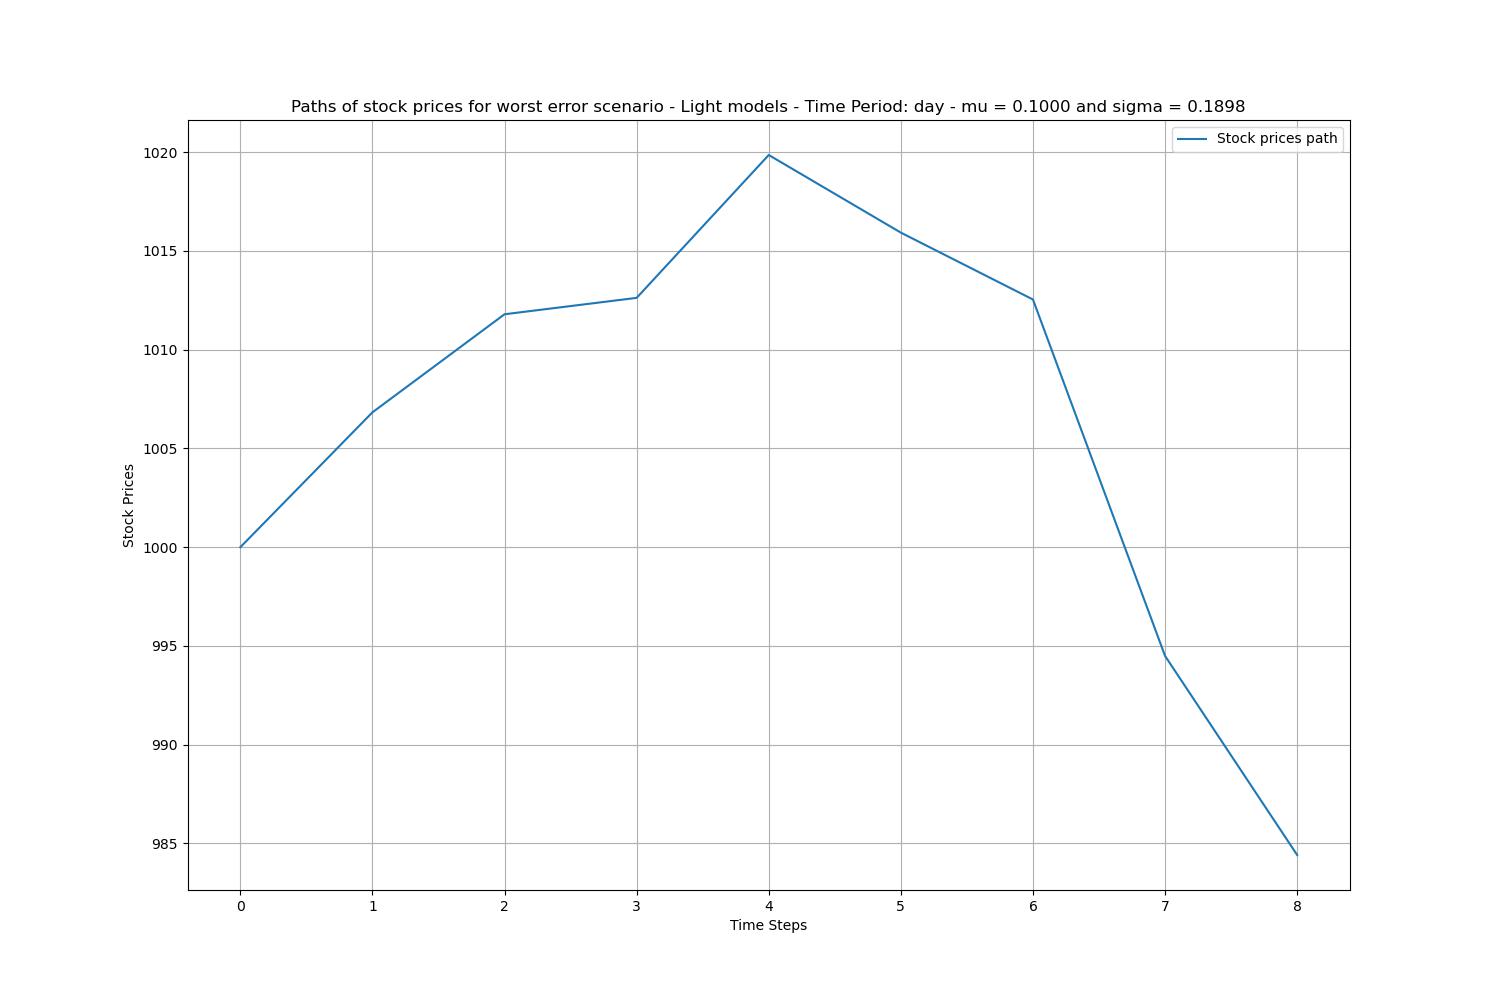 Paths of stock prices for worst error scenario - Light models - Time Period: day - mu = 0.1000 and sigma = 0.1898
Stock prices path
1020
1015
1010
1005
1000
995
990
985
Stock Prices
0 1 2 3 4 5 6 7 8
Time Steps